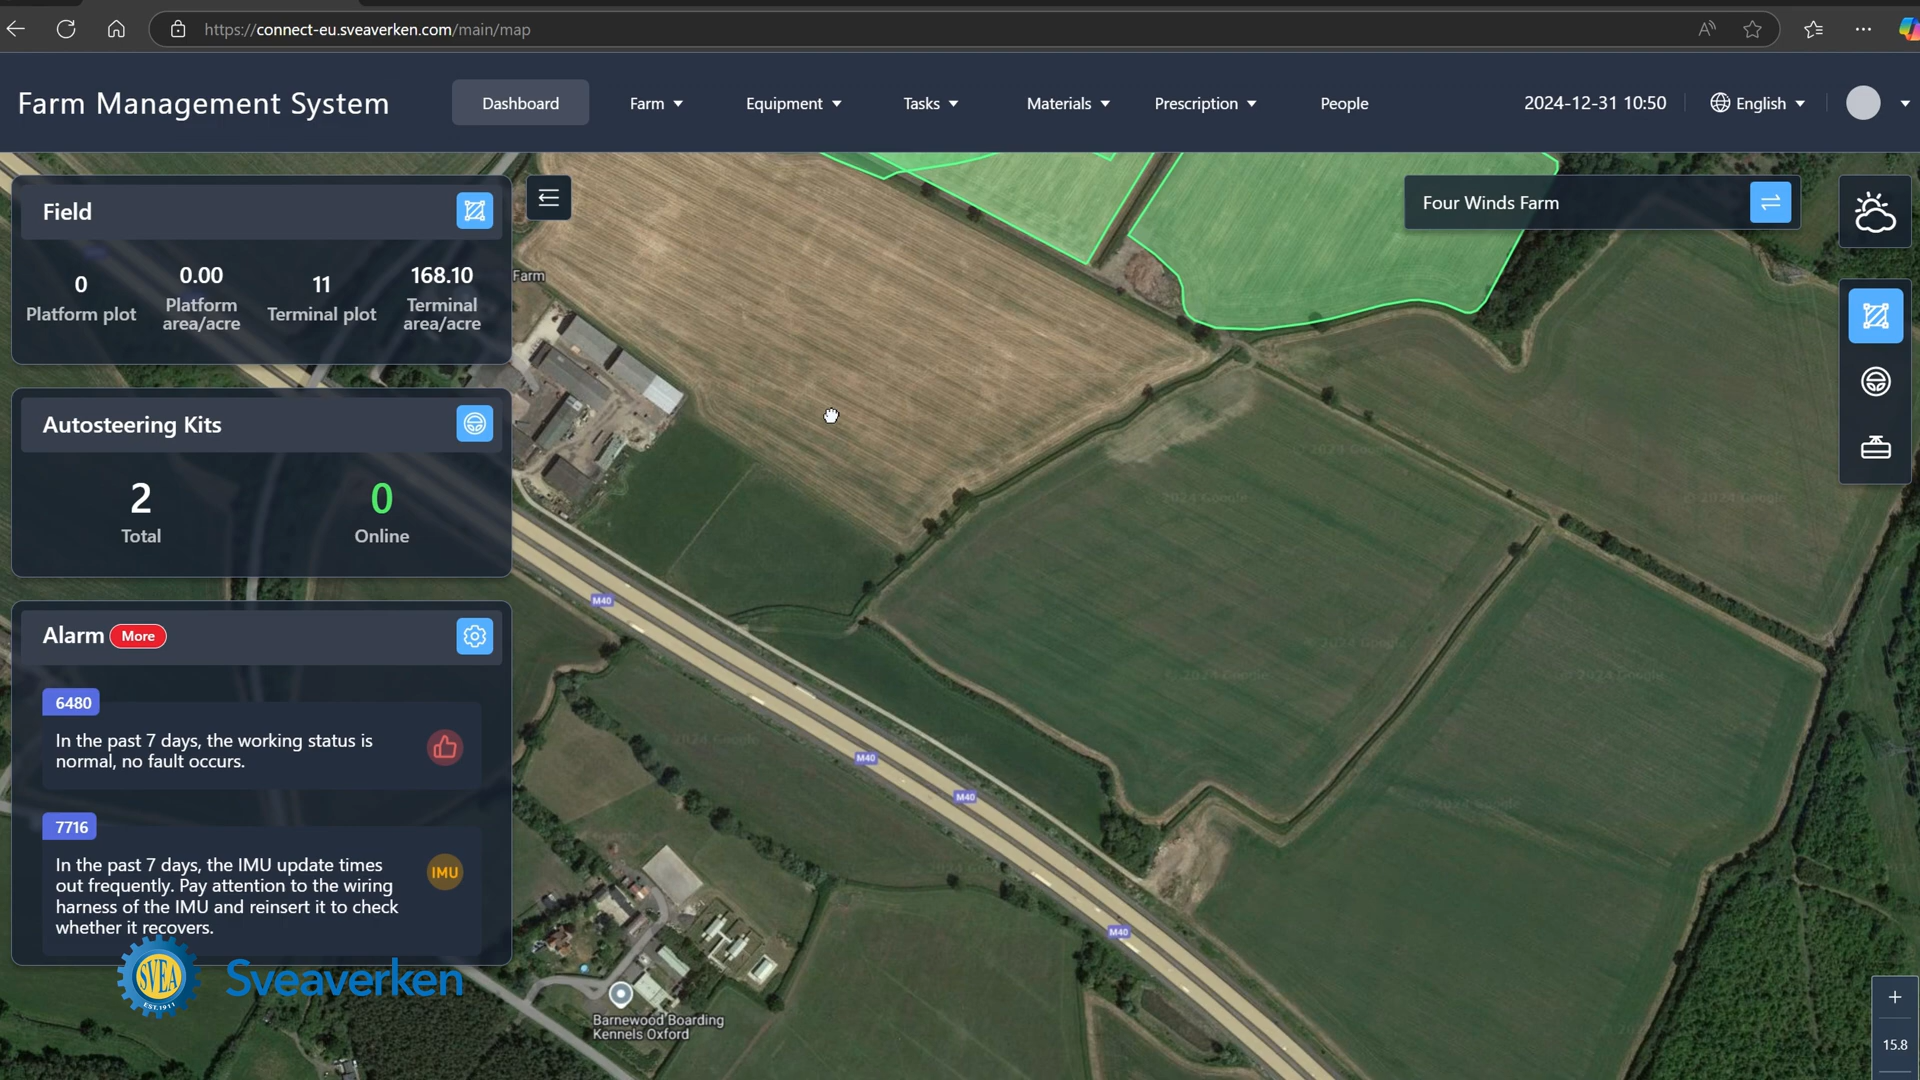 https://connect-eu.sveaverken.com/main/map
Farm Management System
Dashboard
Farm
Equipment
Tasks
Materials
Prescription
People
2024-12-31 10:50
English
Field
0
Platform plot
0.00
Platform
area/acre
11
Terminal plot
168.10
Terminal
area/acre
Farm
Four Winds Farm
Autosteering Kits
2
Total
0
Online
Alarm
More
6480
In the past 7 days, the working status is
normal, no fault occurs.
7716
In the past 7 days, the IMU update times
out frequently. Pay attention to the wiring
harness of the IMU and reinsert it to check
whether it recovers.
IMU
M40
M40
M40
M40
SVEA
EST.1911
Sveaverken
Barnewood Boarding
Kennels Oxford
15.8